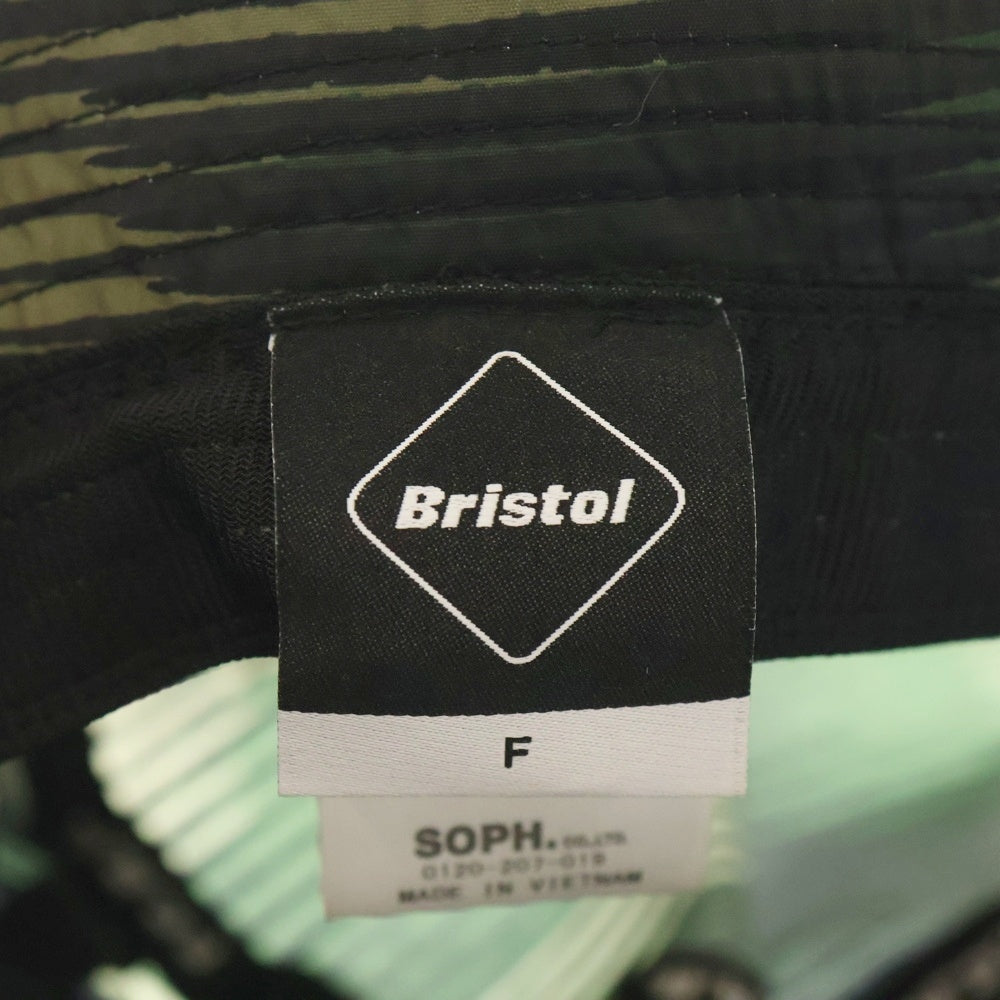 Bristol
F
SOPH. CO.,LTD.
0120-207-019
MADE IN VIETNAM